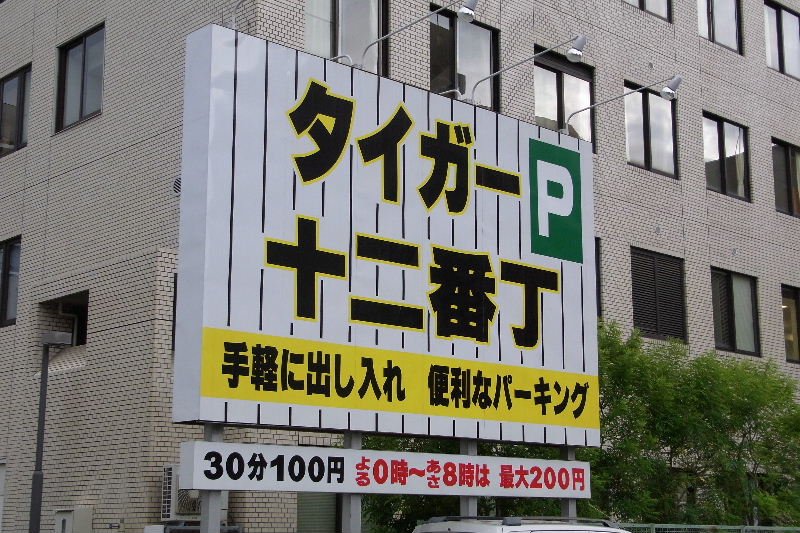 タイガー P
十二番丁
手軽に出し入れ 便利なパーキング
30分100円 よる0時～あさ8時は 最大200円